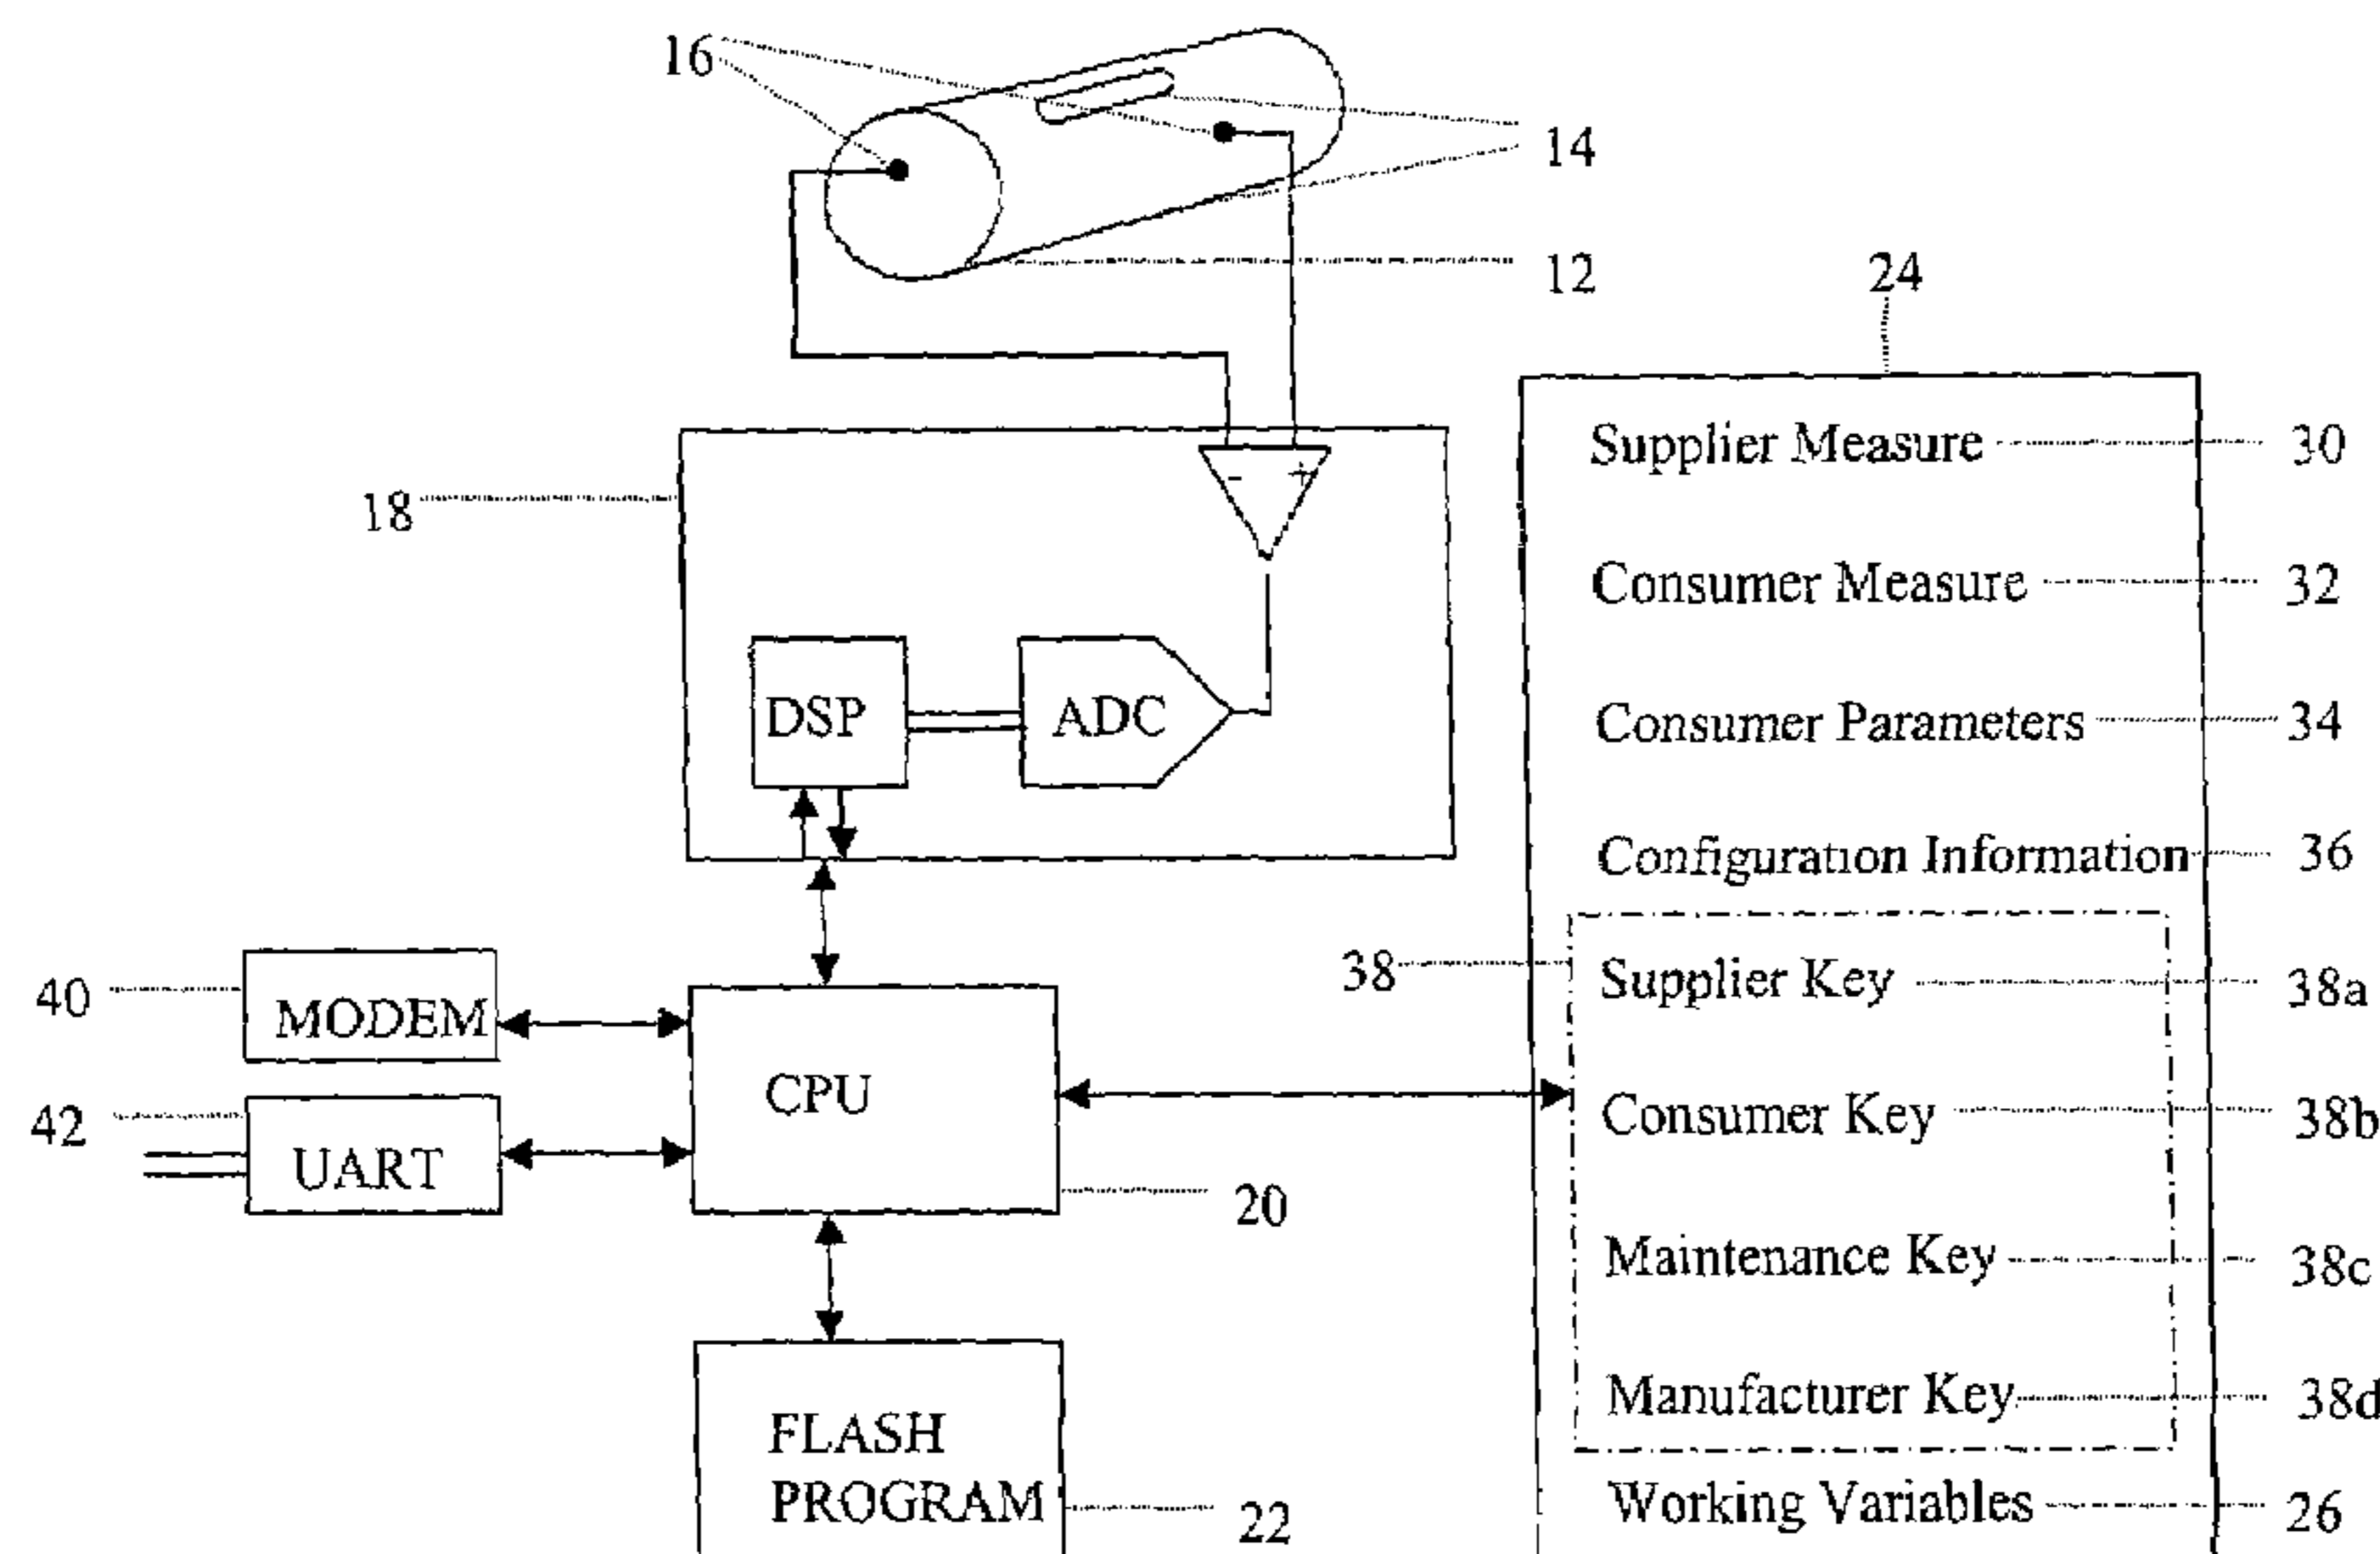 16
14
12
24
Supplier Measure 30
18
- +
Consumer Measure 32
DSP ADC
Consumer Parameters 34
Configuration Information 36
38 Supplier Key 38a
40 MODEM
CPU
Consumer Key 38b
42 UART
20
Maintenance Key 38c
Manufacturer Key 38d
FLASH
PROGRAM 22
Working Variables 26